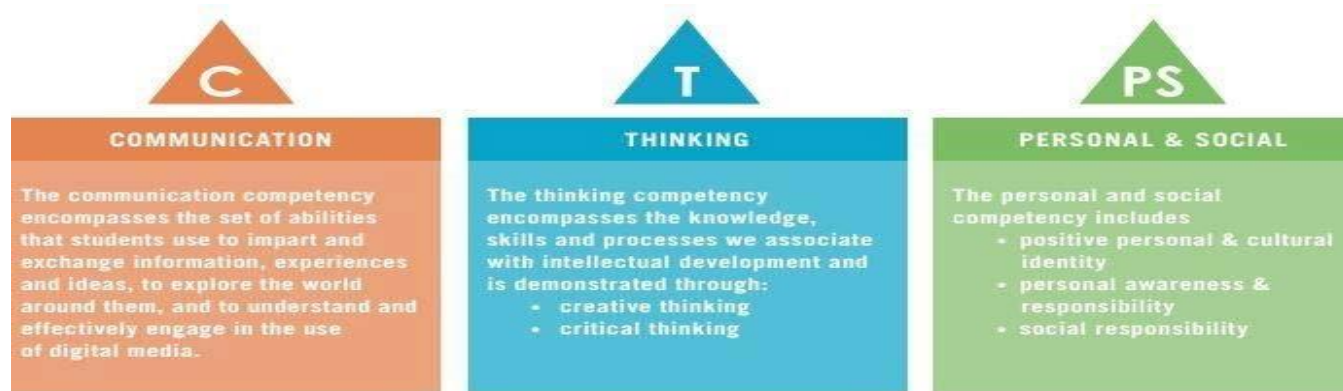 C
COMMUNICATION
The communication competency
encompasses the set of abilities
that students use to impart and
exchange information, experiences
and ideas, to explore the world
around them, and to understand and
effectively engage in the use
of digital media.
T
THINKING
The thinking competency
encompasses the knowledge,
skills and processes we associate
with intellectual development and
is demonstrated through:
• creative thinking
• critical thinking
PS
PERSONAL & SOCIAL
The personal and social
competency includes
• positive personal & cultural
identity
• personal awareness &
responsibility
• social responsibility